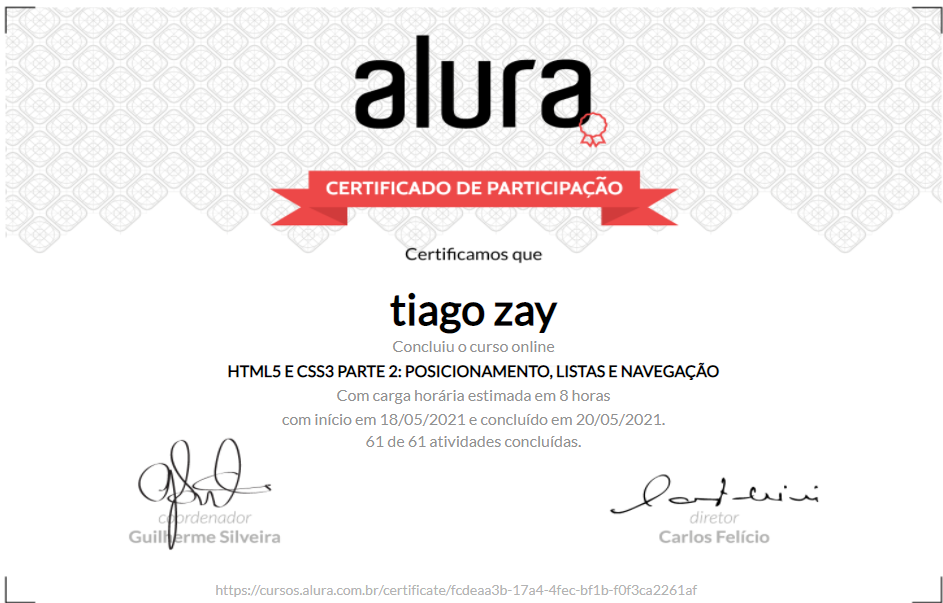 alura
CERTIFICADO DE PARTICIPAÇÃO
Certificamos que
tiago zay
Concluiu o curso online
HTML5 E CSS3 PARTE 2: POSICIONAMENTO, LISTAS E NAVEGAÇÃO
Com carga horária estimada em 8 horas
com início em 18/05/2021 e concluído em 20/05/2021.
61 de 61 atividades concluídas.
coordenador
Guilherme Silveira
diretor
Carlos Felício
https://cursos.alura.com.br/certificate/fcdeaa3b-17a4-4fec-bf1b-f0f3ca2261af